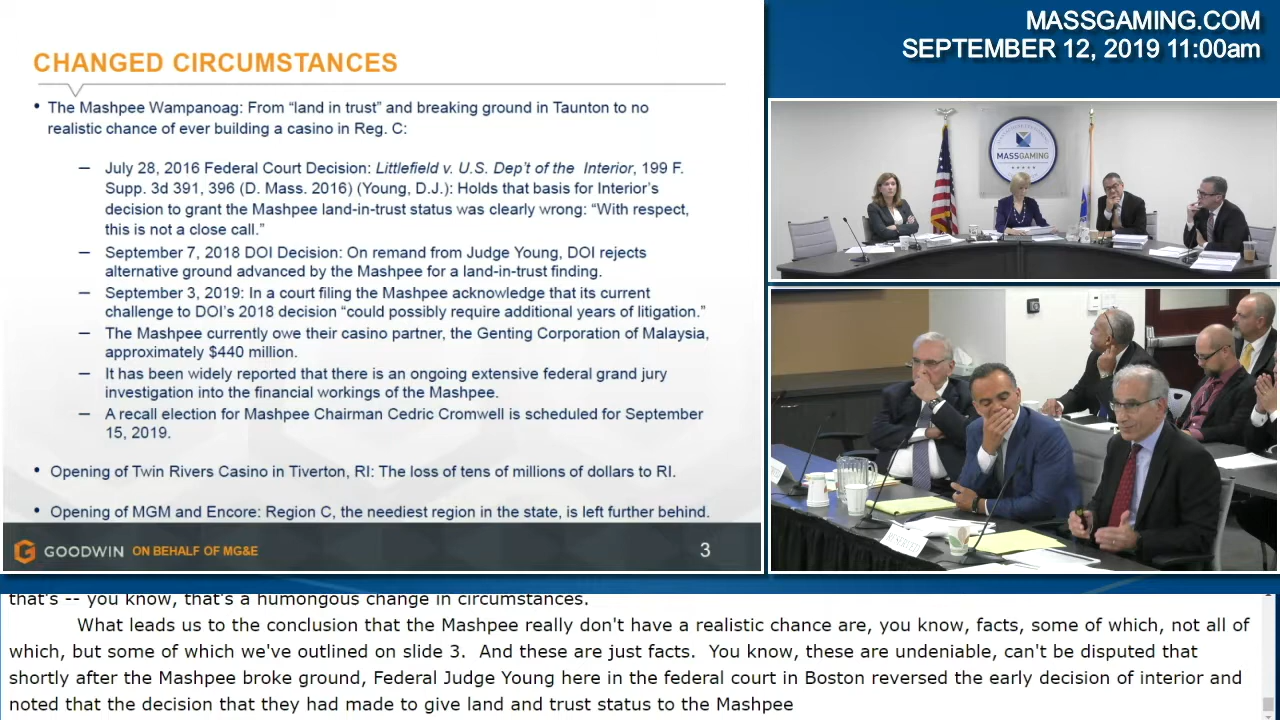 MASSGAMING.COM
SEPTEMBER 12, 2019 11:00am
CHANGED CIRCUMSTANCES
• The Mashpee Wampanoag: From “land in trust” and breaking ground in Taunton to no
realistic chance of ever building a casino in Reg. C:
– July 28, 2016 Federal Court Decision: Littlefield v. U.S. Dep’t of the Interior, 199 F.
Supp. 3d 391, 396 (D. Mass. 2016) (Young, D.J.): Holds that basis for Interior’s
decision to grant the Mashpee land-in-trust status was clearly wrong: “With respect,
this is not a close call.”
– September 7, 2018 DOI Decision: On remand from Judge Young, DOI rejects
alternative ground advanced by the Mashpee for a land-in-trust finding.
– September 3, 2019: In a court filing the Mashpee acknowledge that its current
challenge to DOI’s 2018 decision “could possibly require additional years of litigation.”
– The Mashpee currently owe their casino partner, the Genting Corporation of Malaysia,
approximately $440 million.
– It has been widely reported that there is an ongoing extensive federal grand jury
investigation into the financial workings of the Mashpee.
– A recall election for Mashpee Chairman Cedric Cromwell is scheduled for September
15, 2019.
• Opening of Twin Rivers Casino in Tiverton, RI: The loss of tens of millions of dollars to RI.
• Opening of MGM and Encore: Region C, the neediest region in the state, is left further behind.
GOODWIN ON BEHALF OF MG&E
3
MASSGAMING
RESERVED
that's -- you know, that's a humongous change in circumstances.
What leads us to the conclusion that the Mashpee really don't have a realistic chance are, you know, facts, some of which, not all of
which, but some of which we've outlined on slide 3. And these are just facts. You know, these are undeniable, can't be disputed that
shortly after the Mashpee broke ground, Federal Judge Young here in the federal court in Boston reversed the early decision of interior and
noted that the decision that they had made to give land and trust status to the Mashpee